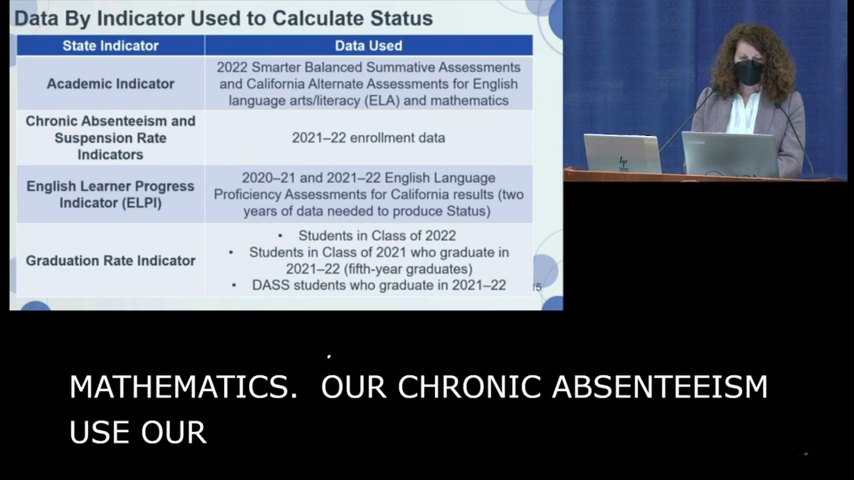 Data By Indicator Used to Calculate Status
State Indicator
Data Used
Academic Indicator
2022 Smarter Balanced Summative Assessments
and California Alternate Assessments for English
language arts/literacy (ELA) and mathematics
Chronic Absenteeism and
Suspension Rate
Indicators
2021–22 enrollment data
English Learner Progress
Indicator (ELPI)
2020–21 and 2021–22 English Language
Proficiency Assessments for California results (two
years of data needed to produce Status)
Graduation Rate Indicator
• Students in Class of 2022
• Students in Class of 2021 who graduate in
2021–22 (fifth-year graduates)
• DASS students who graduate in 2021–22
15
hp
MATHEMATICS. OUR CHRONIC ABSENTEEISM
USE OUR